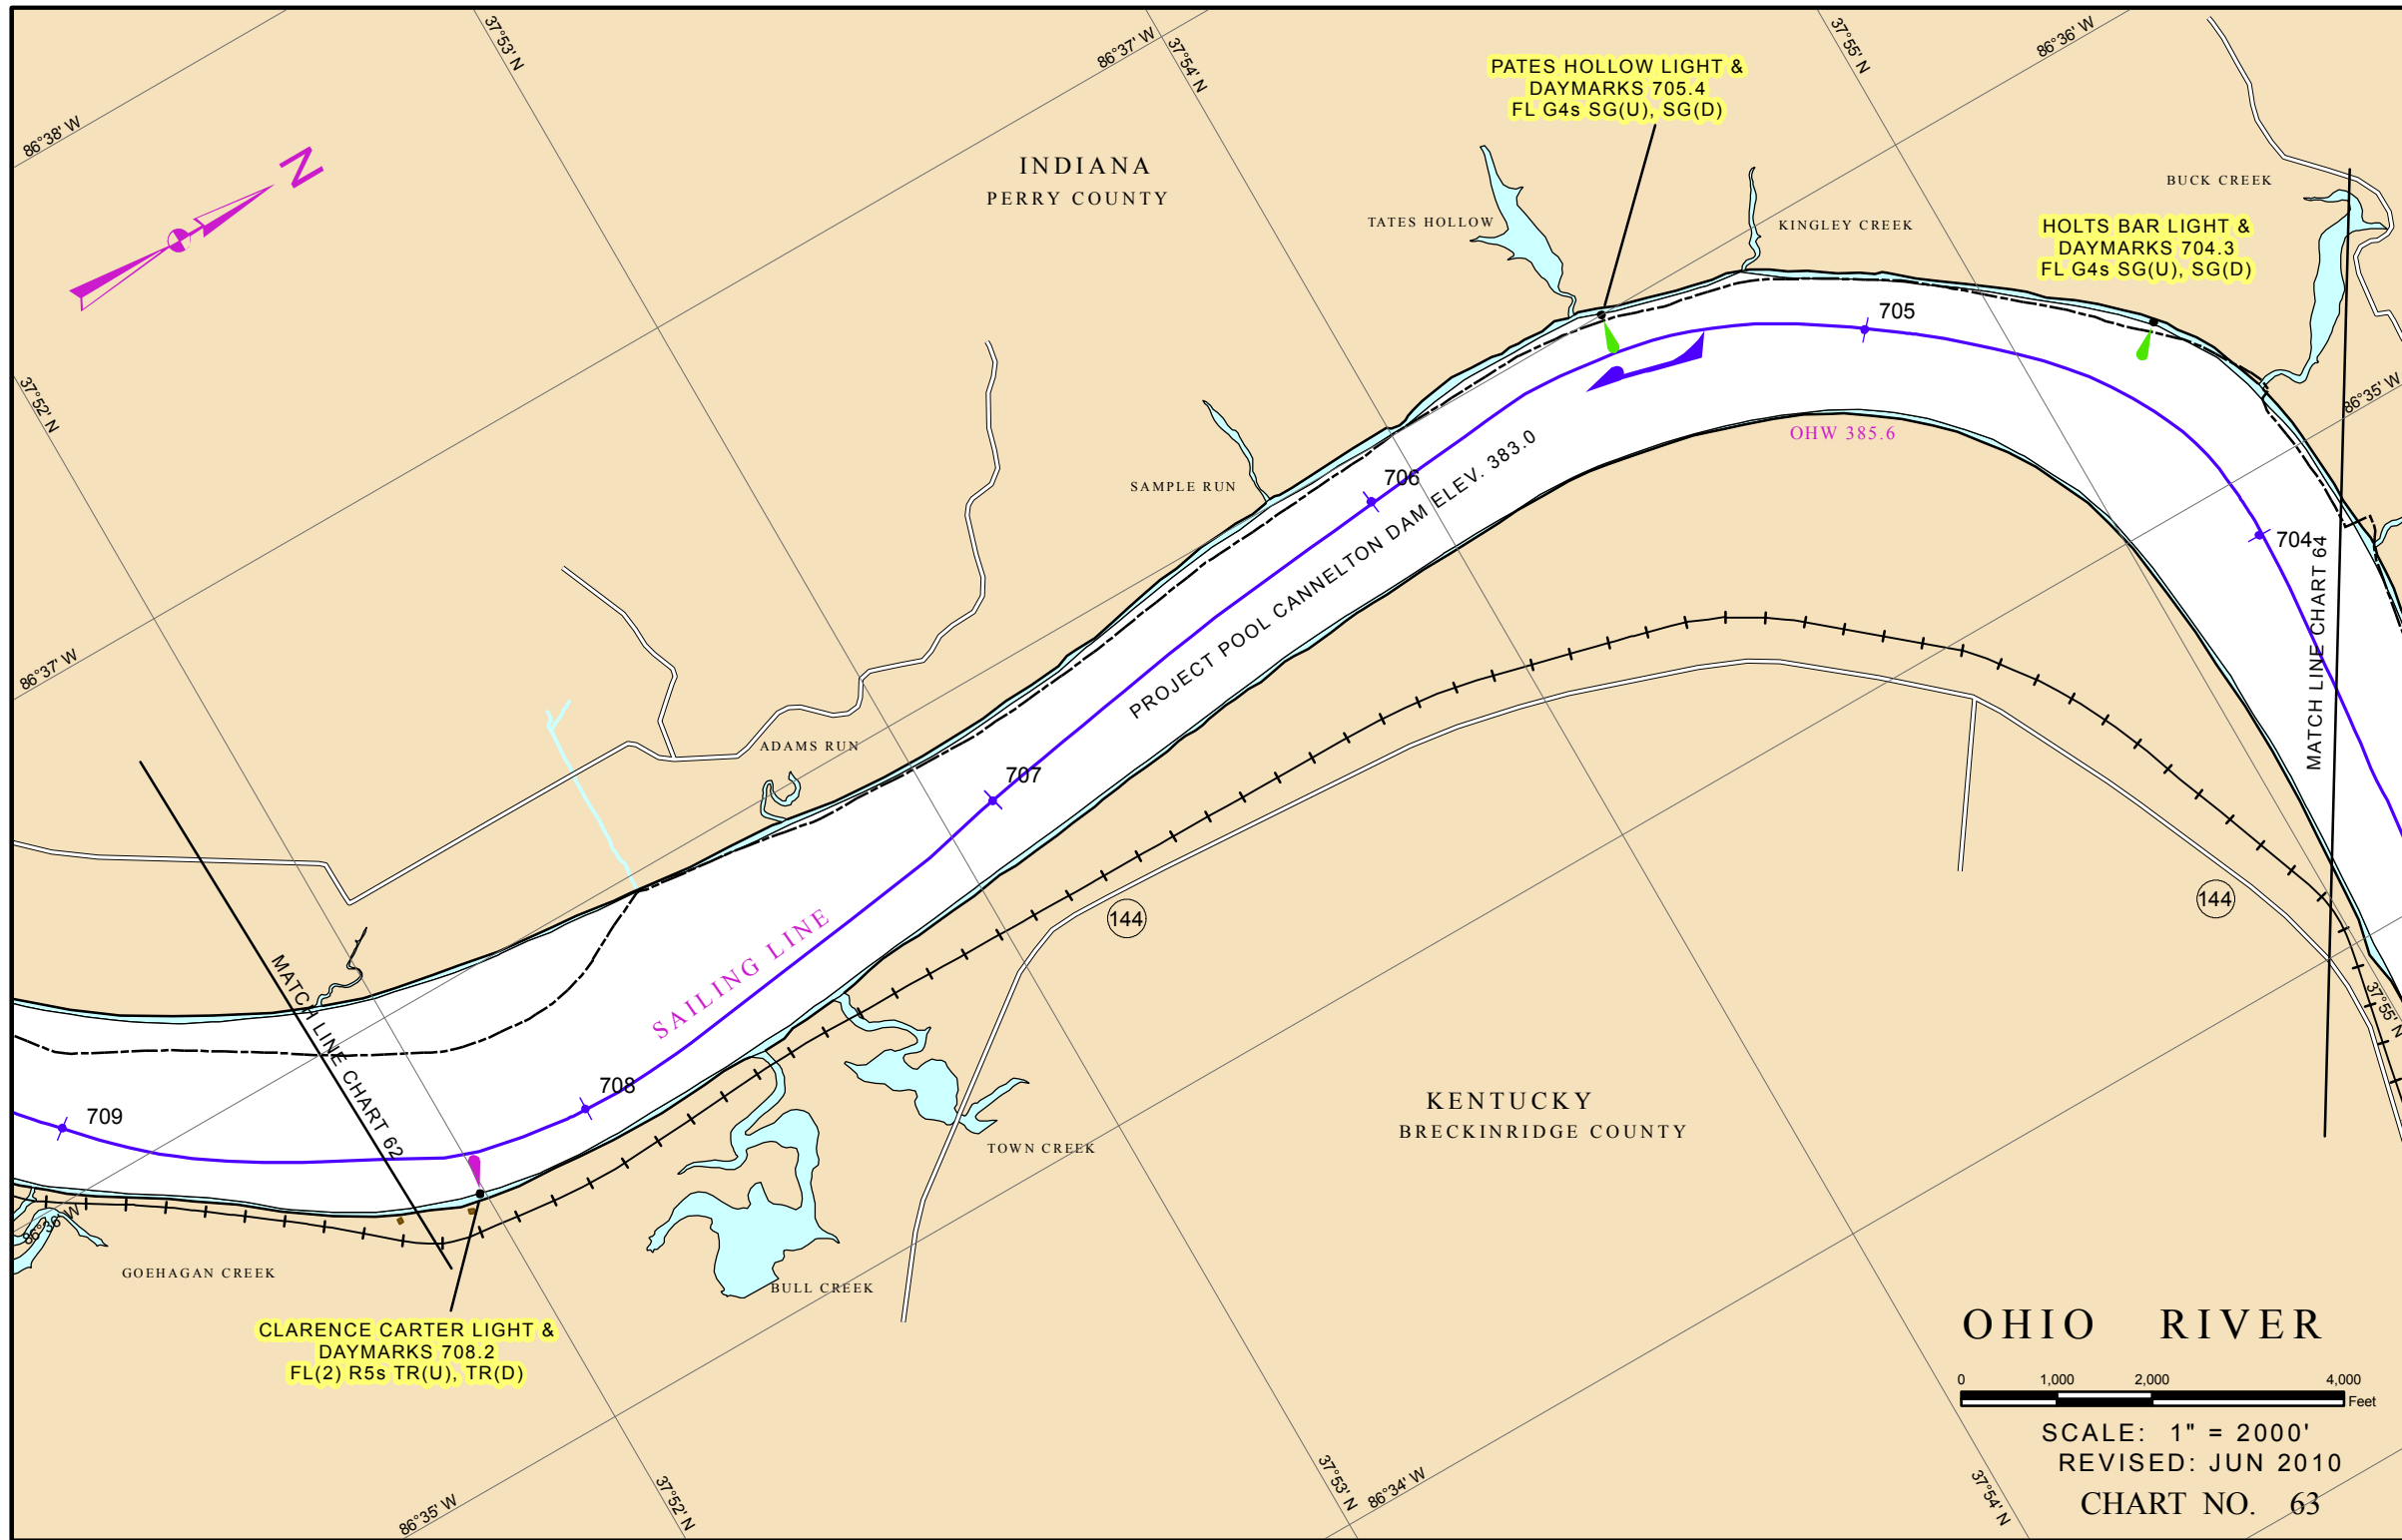 37°53' N
86°37' W
37°54' N
37°55' N
86°36' W
86°38' W
N
PATES HOLLOW LIGHT &
DAYMARKS 705.4
FL G4s SG(U), SG(D)
INDIANA
PERRY COUNTY
TATES HOLLOW
KINGLEY CREEK
BUCK CREEK
HOLTS BAR LIGHT &
DAYMARKS 704.3
FL G4s SG(U), SG(D)
705
86°35' W
37°52' N
OHW 385.6
SAMPLE RUN
706
PROJECT POOL CANNELTON DAM ELEV. 383.0
704
MATCH LINE CHART 64
86°37' W
ADAMS RUN
707
144
144
SAILING LINE
MATCH LINE CHART 62
37°55' N
709
708
KENTUCKY
BRECKINRIDGE COUNTY
TOWN CREEK
86°36' W
GOEHAGAN CREEK
BULL CREEK
CLARENCE CARTER LIGHT &
DAYMARKS 708.2
FL(2) R5s TR(U), TR(D)
86°35' W
37°52' N
37°53' N
86°34' W
37°54' N
OHIO RIVER
0 1,000 2,000 4,000
Feet
SCALE: 1" = 2000'
REVISED: JUN 2010
CHART NO. 63